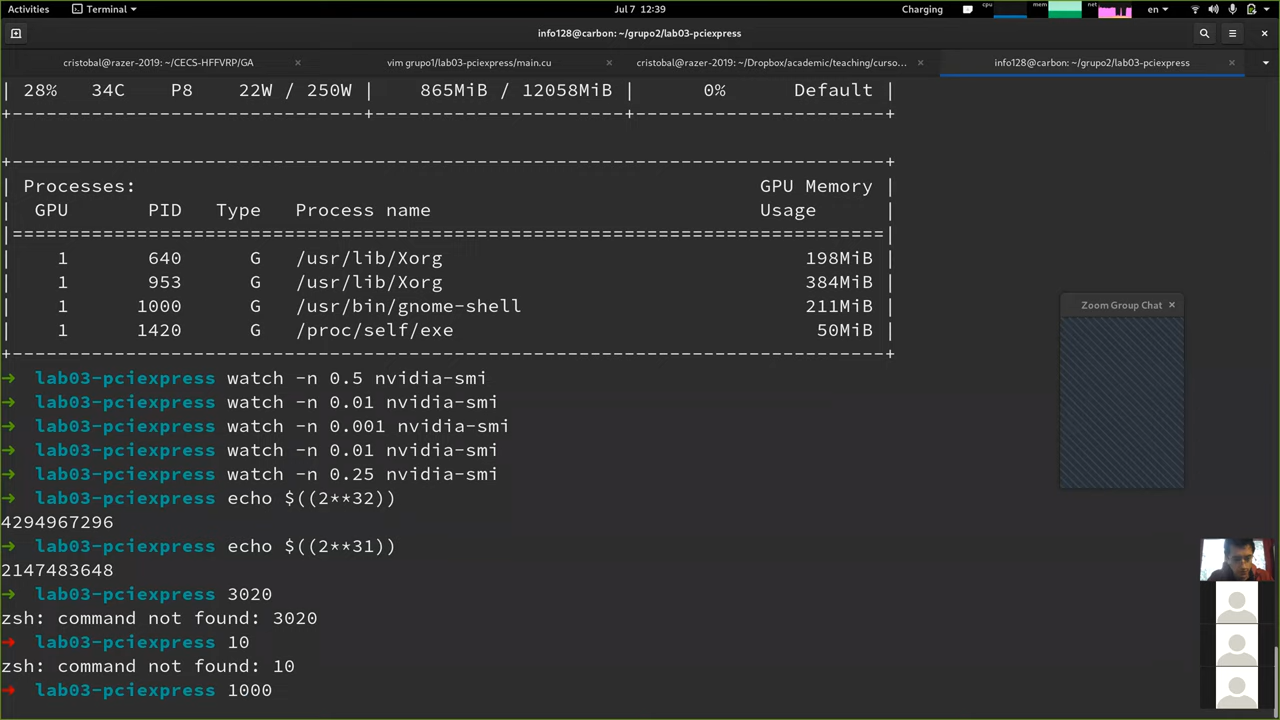 Activities Terminal Jul 7 12:39 Charging cpu mem net en
info128@carbon: ~/grupo2/lab03-pciexpress
cristobal@razer-2019: ~/CECS-HFFVRP/GA × vim grupo1/lab03-pciexpress/main.cu × cristobal@razer-2019: ~/Dropbox/academic/teaching/curso... × info128@carbon: ~/grupo2/lab03-pciexpress ×
| 28% 34C P8 22W / 250W | 865MiB / 12058MiB | 0% Default |
+-------------------------------+----------------------+----------------------+
+-----------------------------------------------------------------------------+
| Processes: GPU Memory |
| GPU PID Type Process name Usage |
|=============================================================================|
| 1 640 G /usr/lib/Xorg 198MiB |
| 1 953 G /usr/lib/Xorg 384MiB |
| 1 1000 G /usr/bin/gnome-shell 211MiB |
| 1 1420 G /proc/self/exe 50MiB |
+-----------------------------------------------------------------------------+
➜ lab03-pciexpress watch -n 0.5 nvidia-smi
➜ lab03-pciexpress watch -n 0.01 nvidia-smi
➜ lab03-pciexpress watch -n 0.001 nvidia-smi
➜ lab03-pciexpress watch -n 0.01 nvidia-smi
➜ lab03-pciexpress watch -n 0.25 nvidia-smi
➜ lab03-pciexpress echo $((2**32))
4294967296
➜ lab03-pciexpress echo $((2**31))
2147483648
➜ lab03-pciexpress 3020
zsh: command not found: 3020
➜ lab03-pciexpress 10
zsh: command not found: 10
➜ lab03-pciexpress 1000
Zoom Group Chat ×